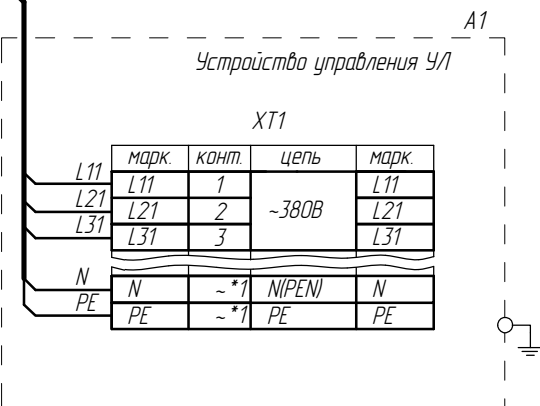 A1
Устройство управления УЛ
XT1
марк. конт. цепь марк.
L11 L11 1 ~380В L11
L21 L21 2 L21
L31 L31 3 L31
N N ~*1 N(PEN) N
PE PE ~*1 PE PE